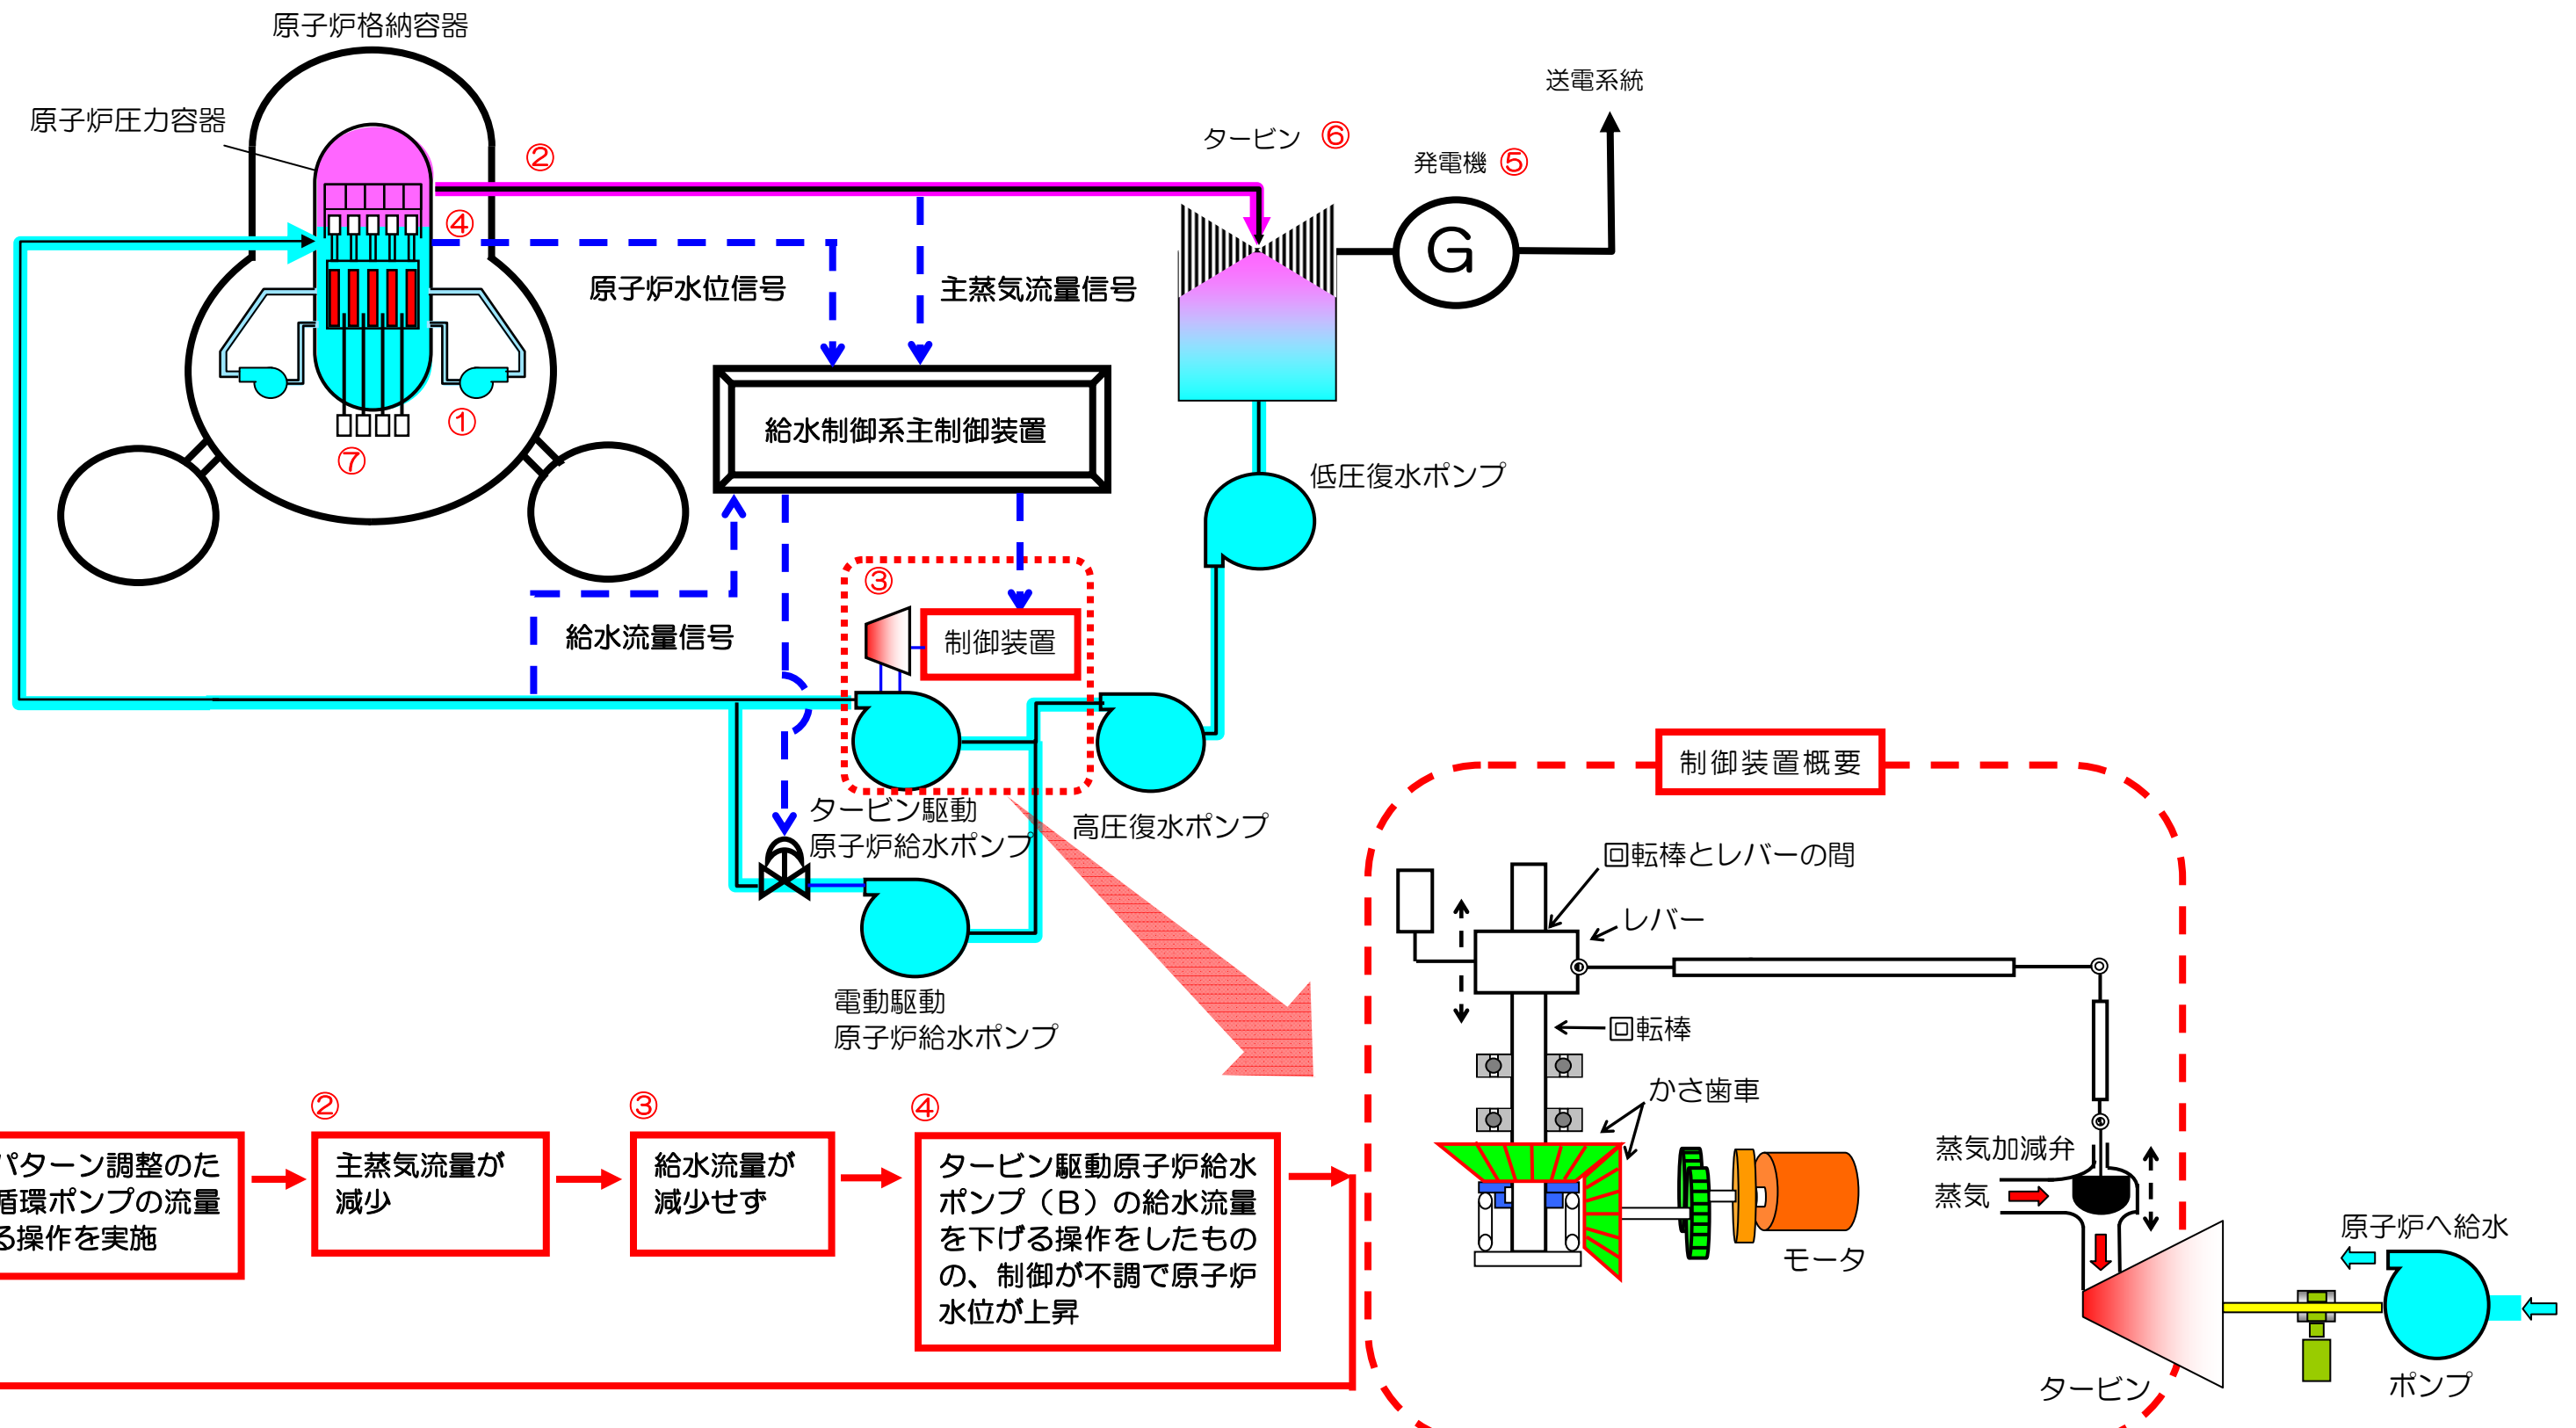 原子炉格納容器
原子炉圧力容器
②
④
①
⑦
タービン ⑥
発電機 ⑤
送電系統
G
原子炉水位信号
主蒸気流量信号
給水制御系主制御装置
低圧復水ポンプ
③
制御装置
給水流量信号
タービン駆動
原子炉給水ポンプ
高圧復水ポンプ
電動駆動
原子炉給水ポンプ
制御装置概要
回転棒とレバーの間
レバー
回転棒
かさ歯車
モータ
蒸気加減弁
蒸気
原子炉へ給水
タービン
ポンプ
パターン調整のた
循環ポンプの流量
る操作を実施
②
主蒸気流量が
減少
③
給水流量が
減少せず
④
タービン駆動原子炉給水
ポンプ（B）の給水流量
を下げる操作をしたもの
の、制御が不調で原子炉
水位が上昇